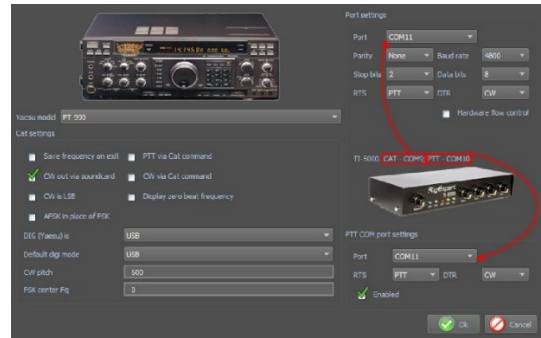 Port settings
Port COM11
Parity None Baud rate 4800
Stop bits 2 Data bits 8
RTS PTT DTR CW
Hardware flow control
Yaesu model FT-990
Cat settings
Save frequency on exit PTT via Cat command
CW out via soundcard CW via Cat command
CW is LSB Display zero beat frequency
AFSK in place of FSK
DIG (Yaesu) is USB
Default digi mode USB
CW pitch 600
FSK center Fq 0
TI-5000 CAT - COM9 PTT - COM10
RigExpert
PTT COM port settings
Port COM11
RTS PTT DTR CW
Enabled
Ok Cancel